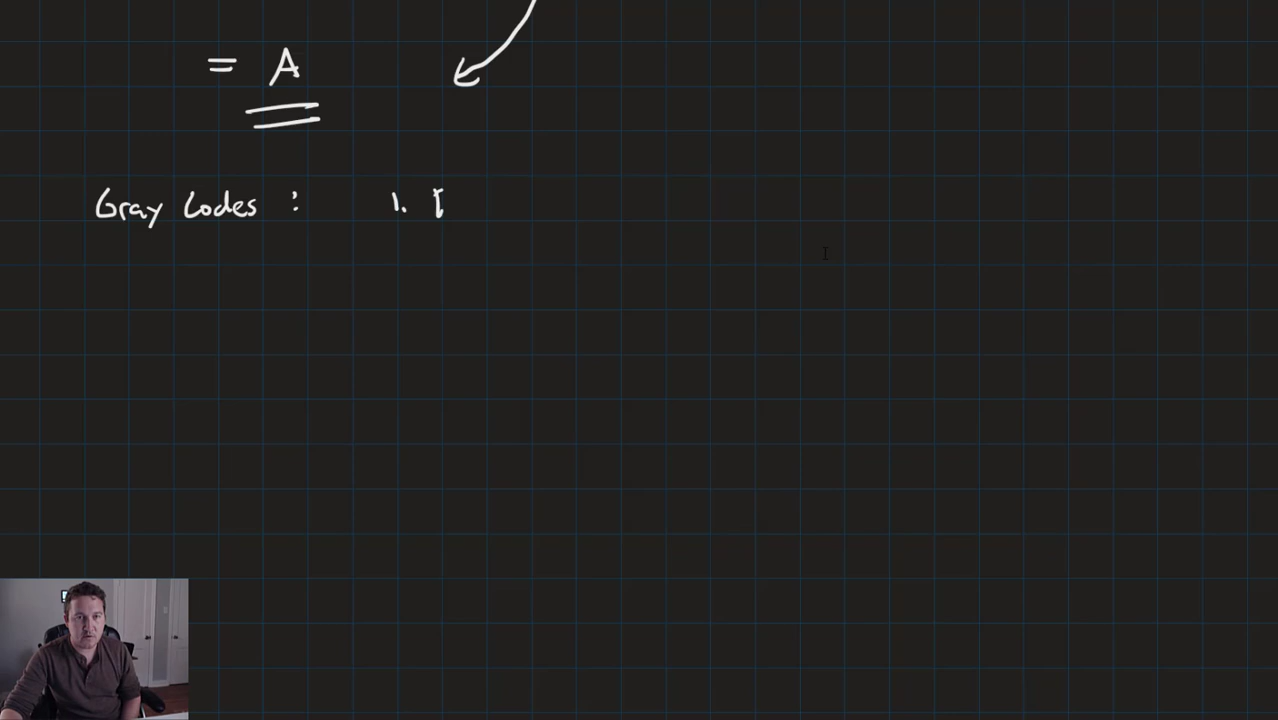 = A
Gray Codes : 1. [